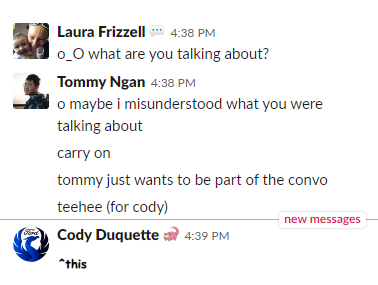 Laura Frizzell 4:38 PM
o_O what are you talking about?
Tommy Ngan 4:38 PM
o maybe i misunderstood what you were
talking about
carry on
tommy just wants to be part of the convo
teehee (for cody)
new messages
Ford
Cody Duquette 4:39 PM
^this